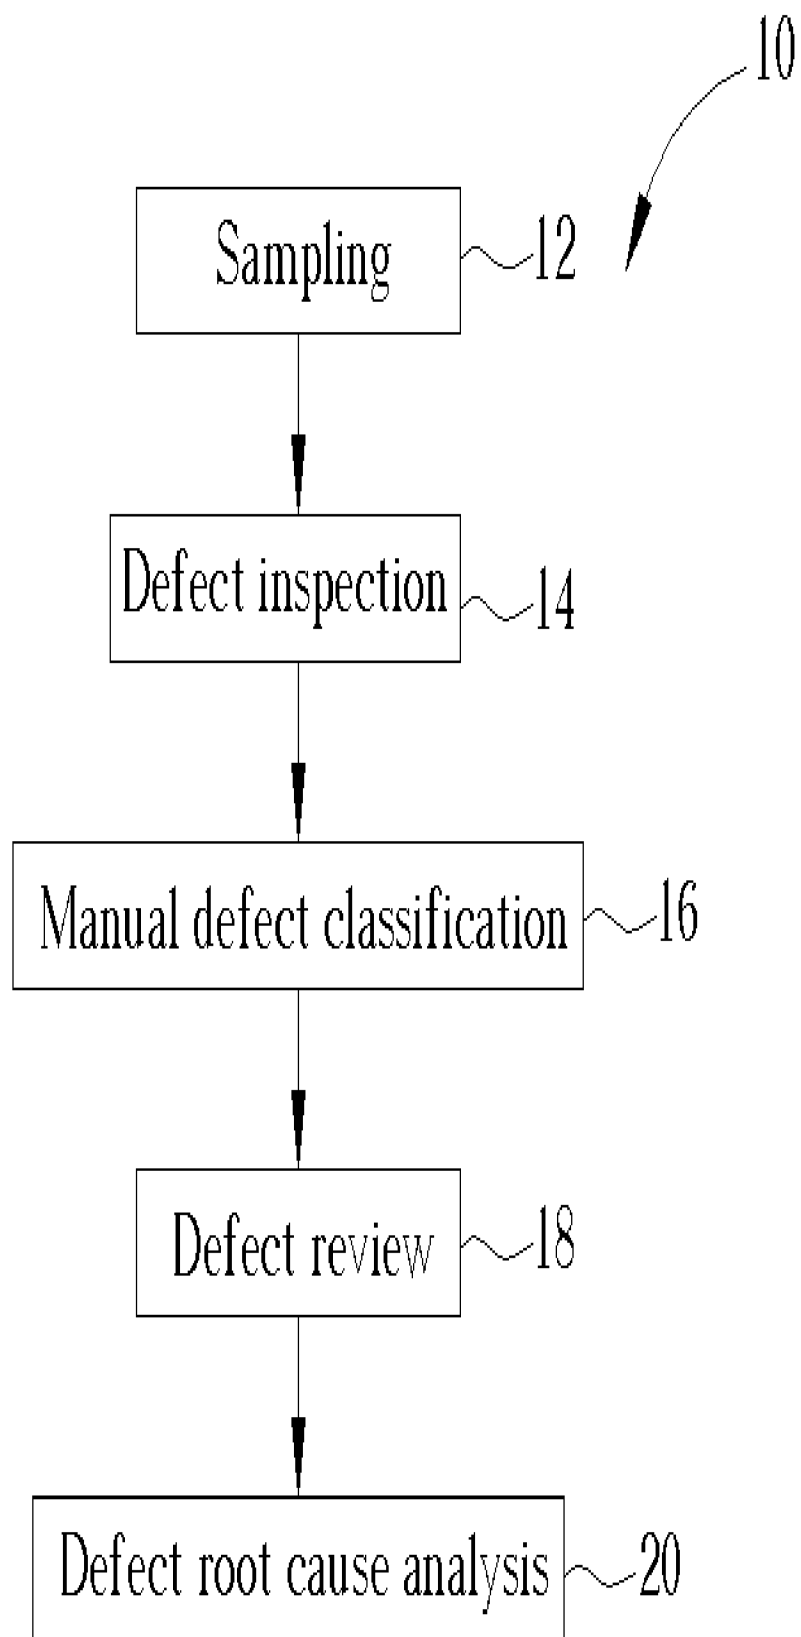 10
Sampling
12
Defect inspection
14
Manual defect classification
16
Defect review
18
Defect root cause analysis
20